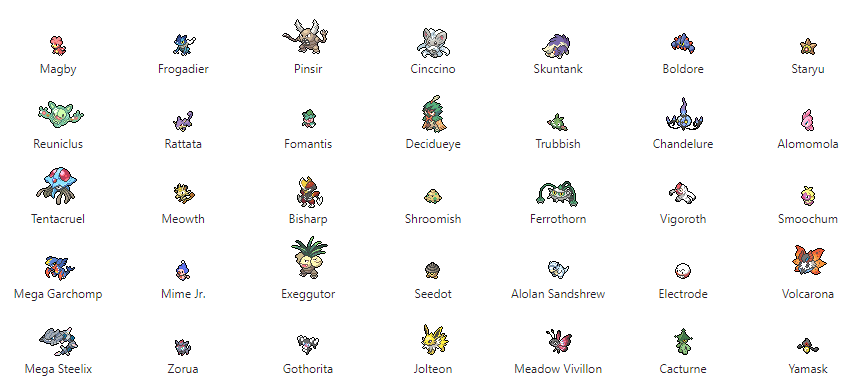 Magby Frogadier Pinsir Cinccino Skuntank Boldore Staryu
Reuniclus Rattata Fomantis Decidueye Trubbish Chandelure Alomomola
Tentacruel Meowth Bisharp Shroomish Ferrothorn Vigoroth Smoochum
Mega Garchomp Mime Jr. Exeggutor Seedot Alolan Sandshrew Electrode Volcarona
Mega Steelix Zorua Gothorita Jolteon Meadow Vivillon Cacturne Yamask